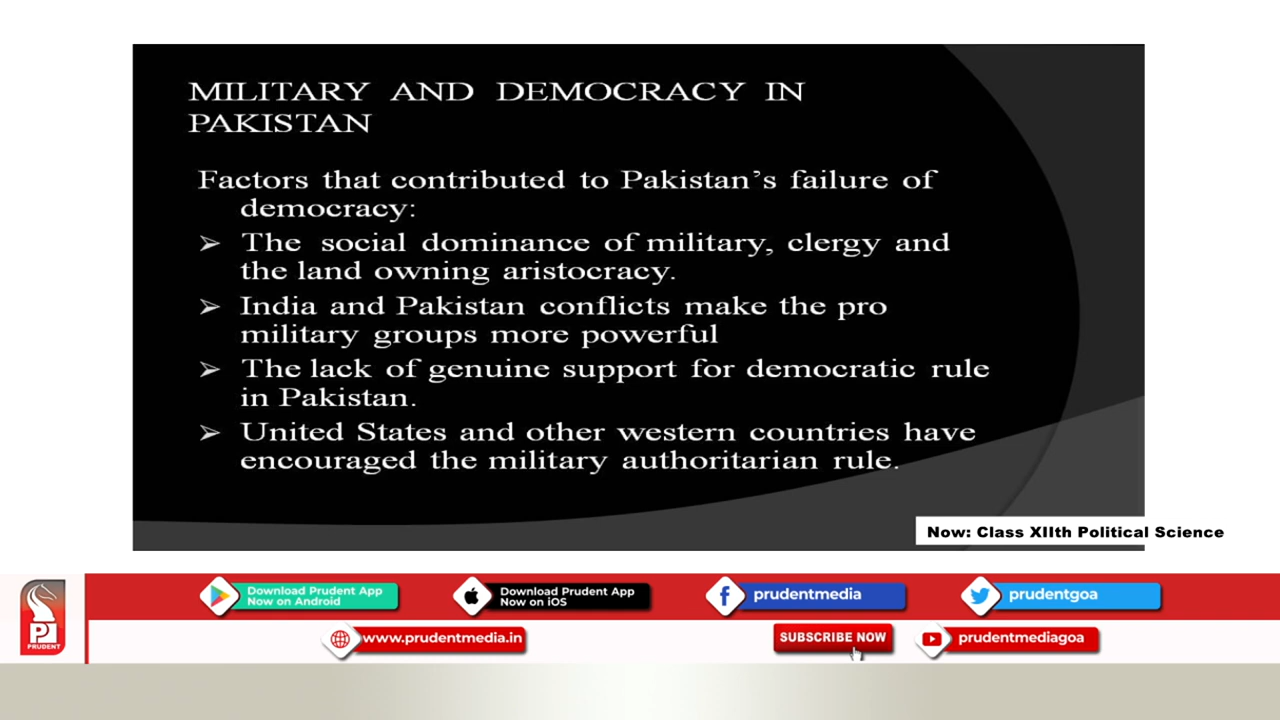 MILITARY AND DEMOCRACY IN
PAKISTAN
Factors that contributed to Pakistan's failure of
democracy:
➢ The social dominance of military, clergy and
the land owning aristocracy.
➢ India and Pakistan conflicts make the pro
military groups more powerful
➢ The lack of genuine support for democratic rule
in Pakistan.
➢ United States and other western countries have
encouraged the military authoritarian rule.
Now: Class XIIth Political Science
Download Prudent App
Now on Android
Download Prudent App
Now on iOS
prudentmedia
prudentgoa
PRUDENT
www.prudentmedia.in
SUBSCRIBE NOW
prudentmediagoa